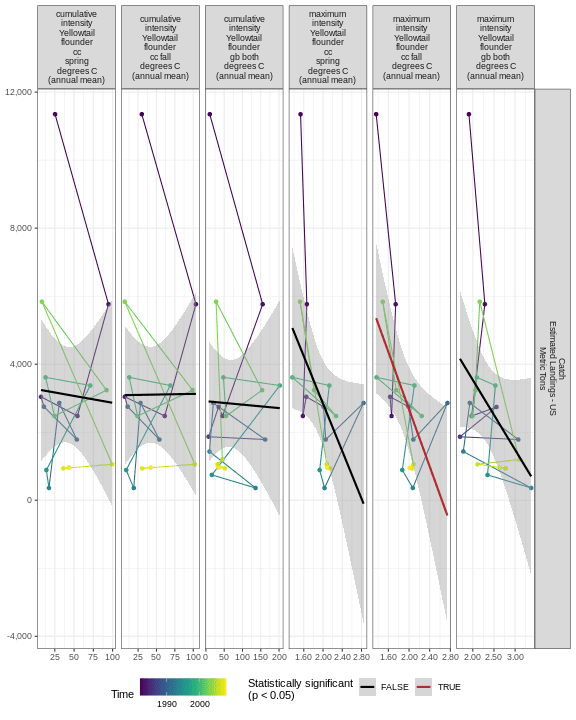 cumulative
intensity
Yellowtail
flounder
cc
spring
degrees C
(annual mean)
cumulative
intensity
Yellowtail
flounder
cc fall
degrees C
(annual mean)
cumulative
intensity
Yellowtail
flounder
gb both
degrees C
(annual mean)
maximum
intensity
Yellowtail
flounder
cc
spring
degrees C
(annual mean)
maximum
intensity
Yellowtail
flounder
cc fall
degrees C
(annual mean)
maximum
intensity
Yellowtail
flounder
gb both
degrees C
(annual mean)
12,000
8,000
4,000
0
-4,000
Catch
Estimated Landings - US
Metric Tons
25 50 75 100
25 50 75 100
0 50 100 150 200
1.60 2.00 2.40 2.80
1.60 2.00 2.40 2.80
2.00 2.50 3.00
Time
1990 2000
Statistically significant
(p < 0.05)
FALSE
TRUE